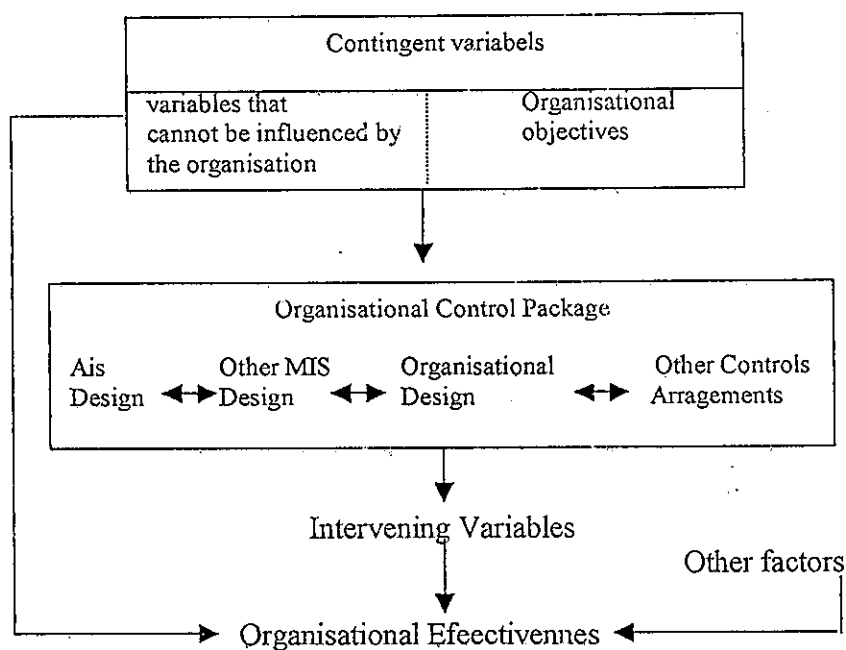 Contingent variabels
variables that
cannot be influenced by
the organisation
Organisational
objectives
Organisational Control Package
Ais
Design
Other MIS
Design
Organisational
Design
Other Controls
Arragements
Intervening Variables
Other factors
Organisational Efeectivennes